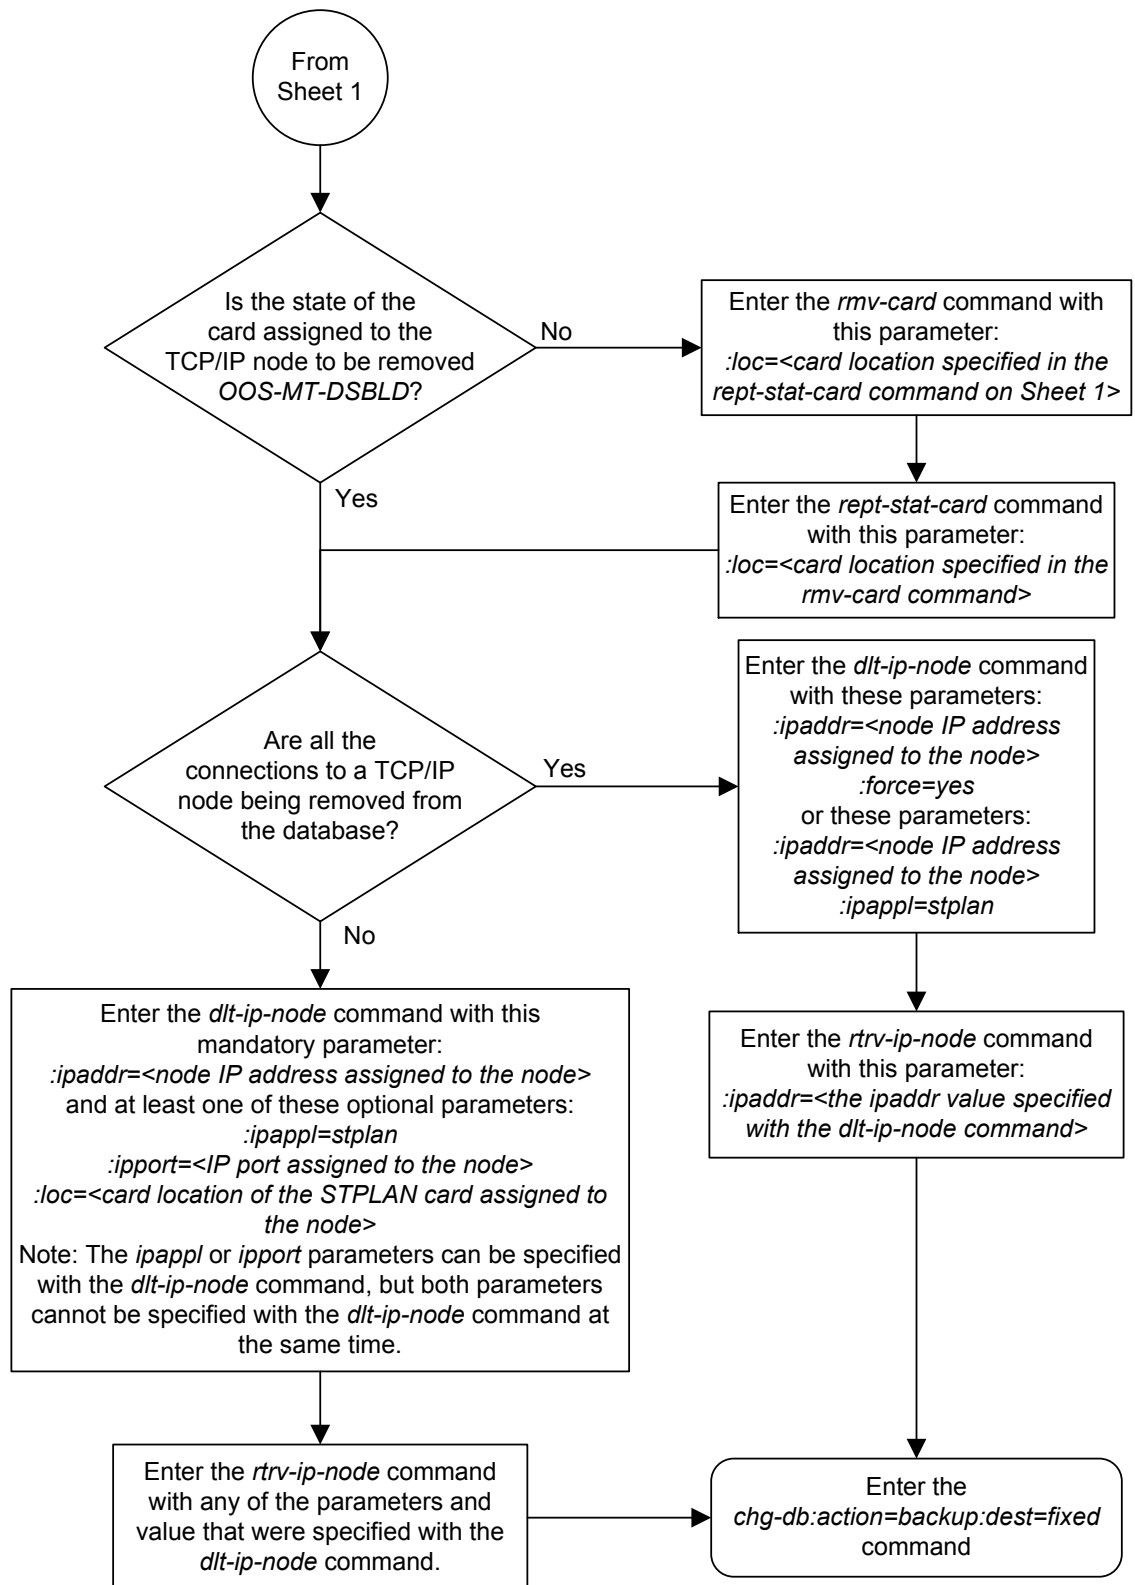 From
Sheet 1
Is the state of the
card assigned to the
TCP/IP node to be removed
OOS-MT-DSBLD?
No
Enter the rmv-card command with
this parameter:
:loc=<card location specified in the
rept-stat-card command on Sheet 1>
Yes
Enter the rept-stat-card command
with this parameter:
:loc=<card location specified in the
rmv-card command>
Are all the
connections to a TCP/IP
node being removed from
the database?
Yes
Enter the dlt-ip-node command
with these parameters:
:ipaddr=<node IP address
assigned to the node>
:force=yes
or these parameters:
:ipaddr=<node IP address
assigned to the node>
:ipappl=stplan
No
Enter the dlt-ip-node command with this
mandatory parameter:
:ipaddr=<node IP address assigned to the node>
and at least one of these optional parameters:
:ipappl=stplan
:ipport=<IP port assigned to the node>
:loc=<card location of the STPLAN card assigned to
the node>
Note: The ipappl or ipport parameters can be specified
with the dlt-ip-node command, but both parameters
cannot be specified with the dlt-ip-node command at
the same time.
Enter the rtrv-ip-node command
with this parameter:
:ipaddr=<the ipaddr value specified
with the dlt-ip-node command>
Enter the rtrv-ip-node command
with any of the parameters and
value that were specified with the
dlt-ip-node command.
Enter the
chg-db:action=backup:dest=fixed
command